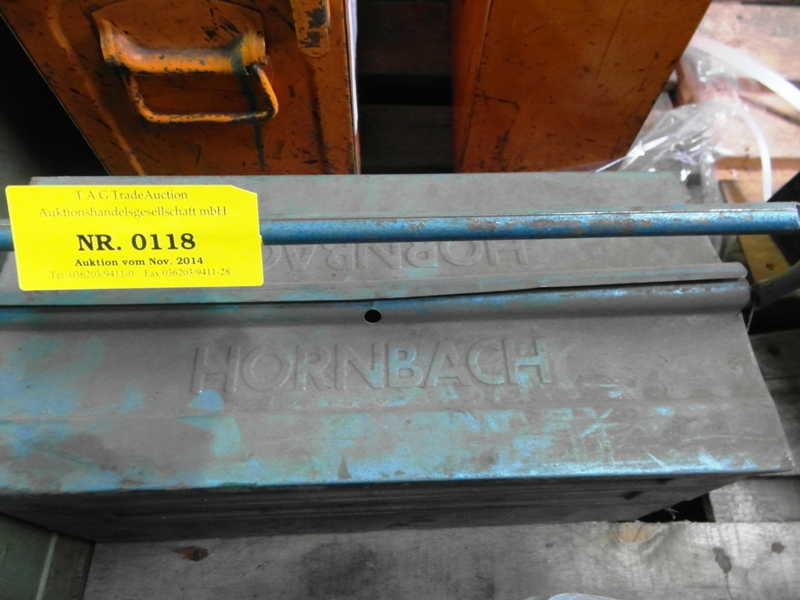 T A G TradeAuction
Auktionshandelsgesellschaft mbH
NR. 0118
Auktion vom Nov. 2014
Tel. 036203/9411-0 Fax 036203/9411-28
HORNBACH
HORNBACH